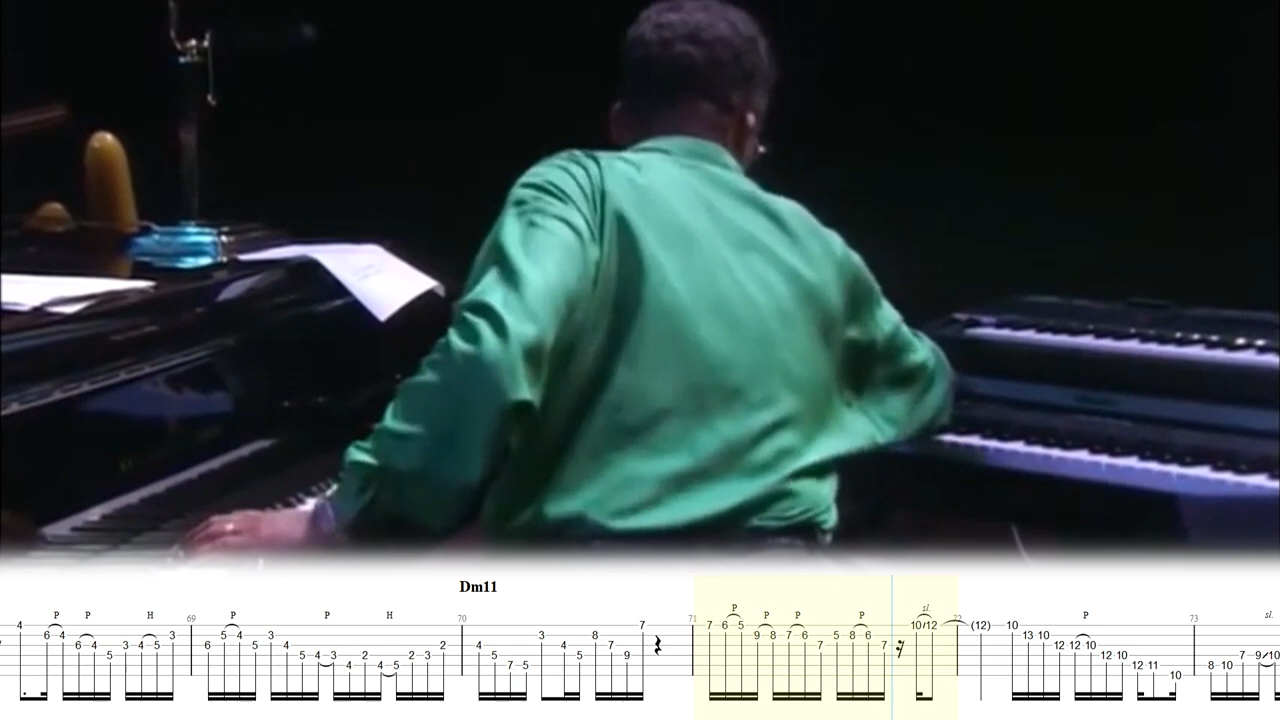 Dm11
P P H P P H P P P P sl. P sl.
69 70 71 72 73
4 7 7 6 5 10/12 (12) 10
6 4 5 4 3 3 8 9 8 7 6 5 8 6 13 10
6 4 3 4 5 5 4 2 4 5 7 7 7 12 12 10 7 9/10
5 5 4 3 2 2 3 5 9 12 10
4 4 5 7 5 4 12 11 8 10
10